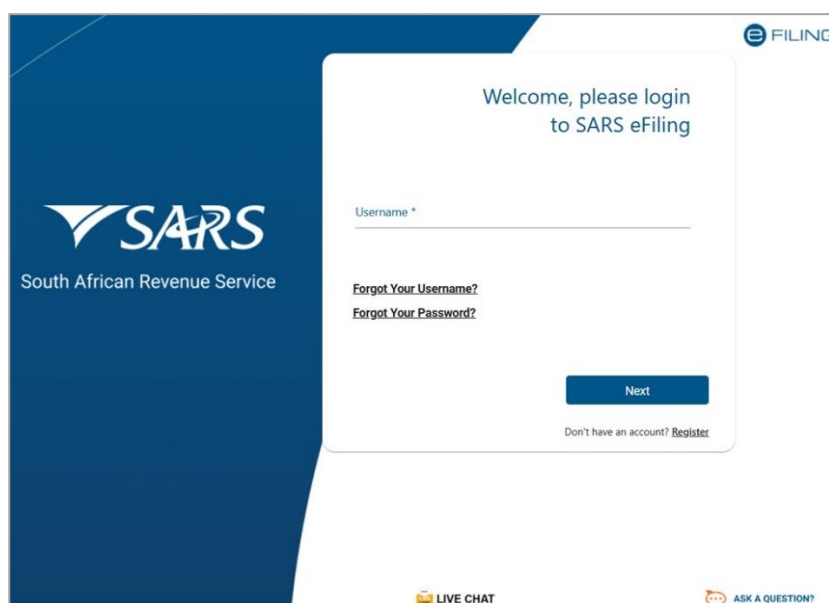 e FILING
Welcome, please login
to SARS eFiling
SARS
South African Revenue Service
Username *
Forgot Your Username?
Forgot Your Password?
Next
Don't have an account? Register
LIVE CHAT
ASK A QUESTION?